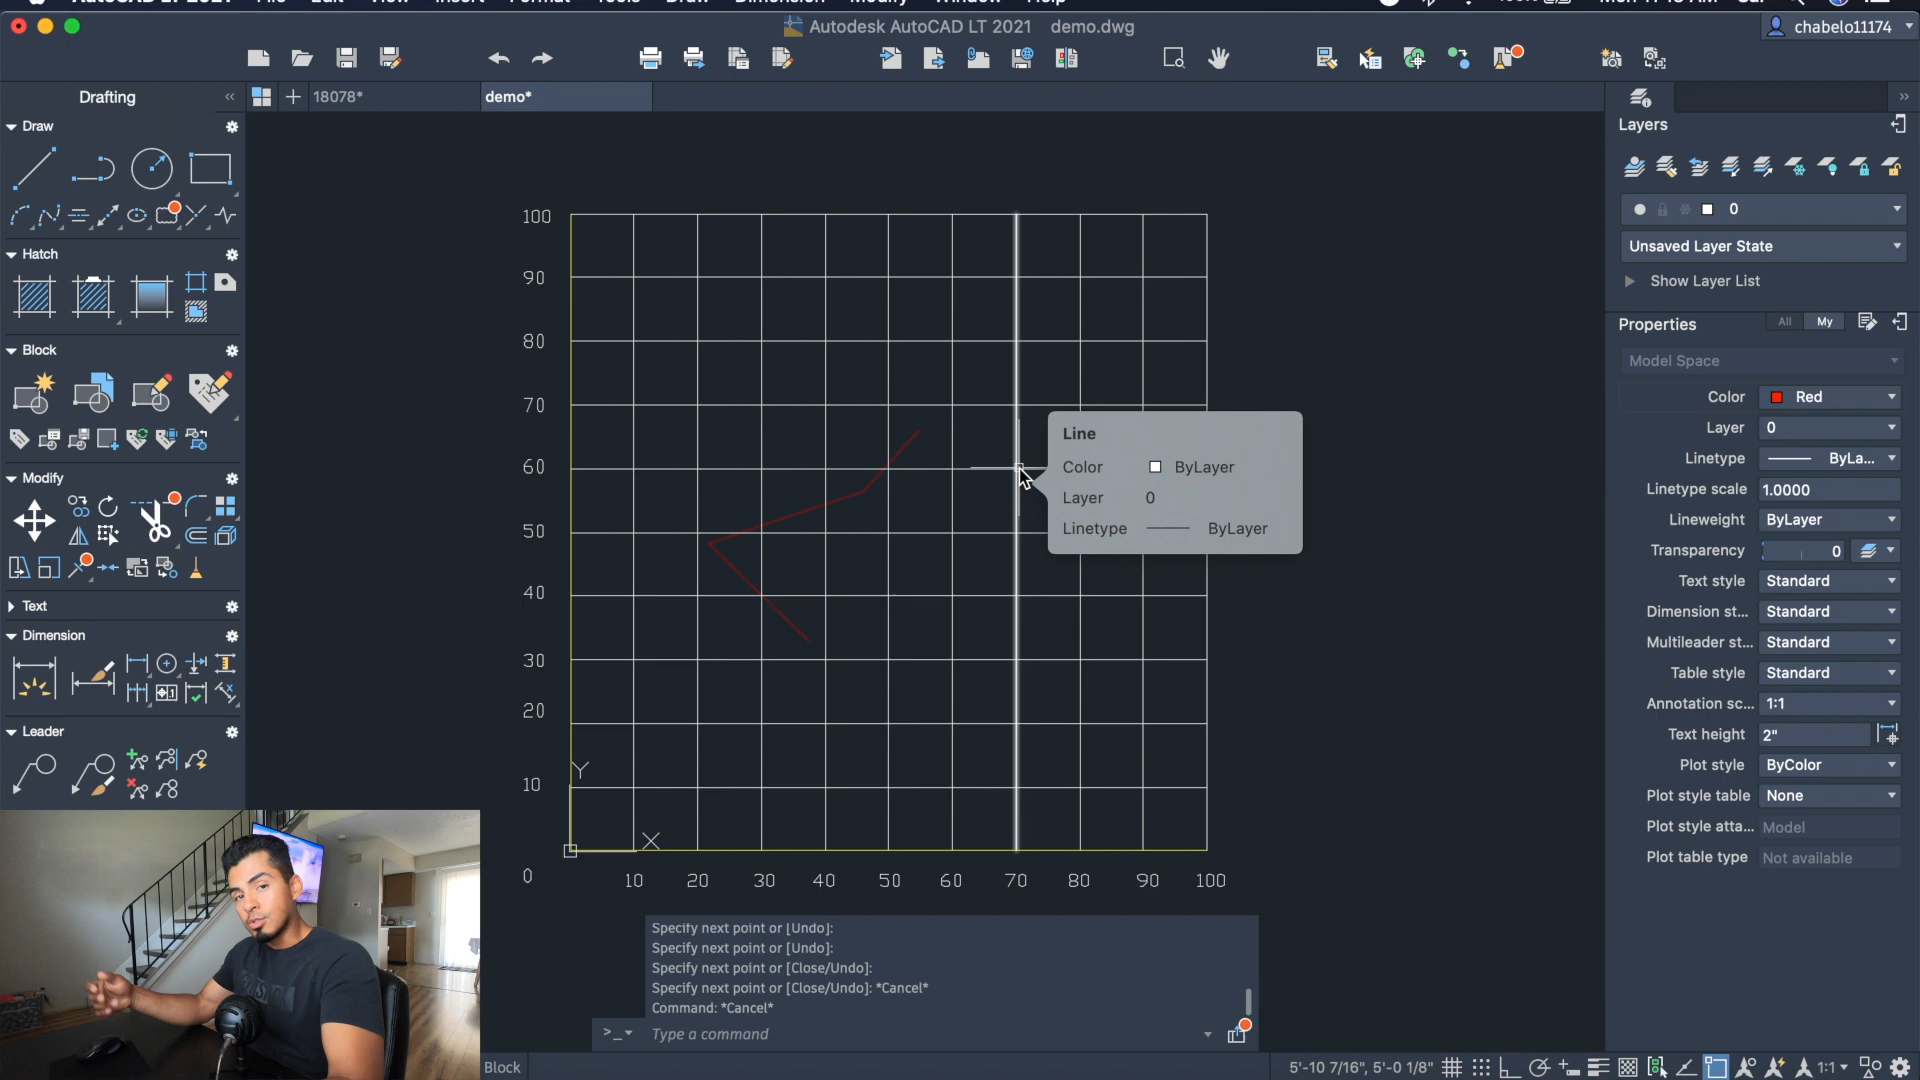 Autodesk AutoCAD LT 2021 demo.dwg
chabelo11174
Drafting
18078*
demo*
Draw
Hatch
Block
Modify
Text
Dimension
Leader
100
90
80
70
60
50
40
30
20
10
0
Y
X
10 20 30 40 50 60 70 80 90 100
Line
Color ByLayer
Layer 0
Linetype ByLayer
Layers
0
Unsaved Layer State
Show Layer List
Properties All My
Model Space
Color Red
Layer 0
Linetype ByLa...
Linetype scale 1.0000
Lineweight ByLayer
Transparency 0
Text style Standard
Dimension st... Standard
Multileader st... Standard
Table style Standard
Annotation sc... 1:1
Text height 2"
Plot style ByColor
Plot style table None
Plot style atta... Model
Plot table type Not available
Specify next point or [Undo]:
Specify next point or [Undo]:
Specify next point or [Close/Undo]:
Specify next point or [Close/Undo]: *Cancel*
Command: *Cancel*
>_ Type a command
Block
5'-10 7/16", 5'-0 1/8"
1:1